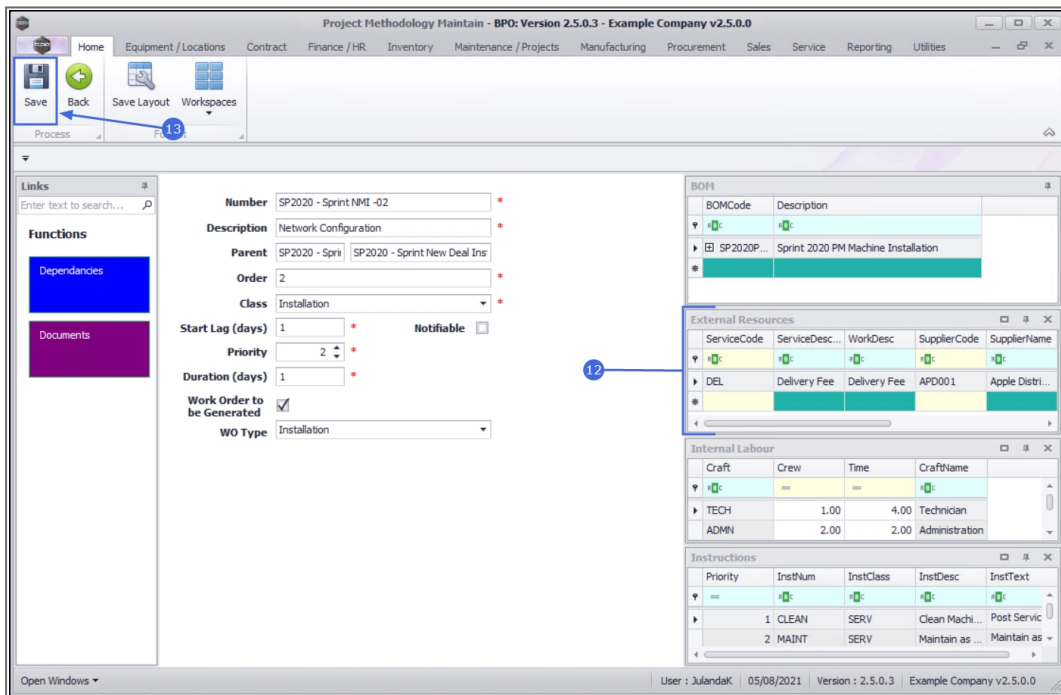 Project Methodology Maintain - BPO: Version 2.5.0.3 - Example Company v2.5.0.0
Home Equipment / Locations Contract Finance / HR Inventory Maintenance / Projects Manufacturing Procurement Sales Service Reporting Utilities
Save Back Save Layout Workspaces
13
Process
Links
Enter text to search...
Functions
Dependancies
Documents
Number SP2020 - Sprint NMI -02 *
Description Network Configuration *
Parent SP2020 - Spri SP2020 - Sprint New Deal Ins
Order 2 *
Class Installation *
Start Lag (days) 1 * Notifiable
Priority 2 *
Duration (days) 1 *
Work Order to
be Generated
WO Type Installation
12
BOM
BOMCode Description
SP2020P... Sprint 2020 PM Machine Installation
External Resources
ServiceCode ServiceDesc... WorkDesc SupplierCode SupplierName
DEL Delivery Fee Delivery Fee APD001 Apple Distri...
Internal Labour
Craft Crew Time CraftName
= =
TECH 1.00 4.00 Technician
ADMN 2.00 2.00 Administration
Instructions
Priority InstNum InstClass InstDesc InstText
=
1 CLEAN SERV Clean Machi... Post Servic
2 MAINT SERV Maintain as ... Maintain as
Open Windows User : JulandaK 05/08/2021 Version : 2.5.0.3 Example Company v2.5.0.0